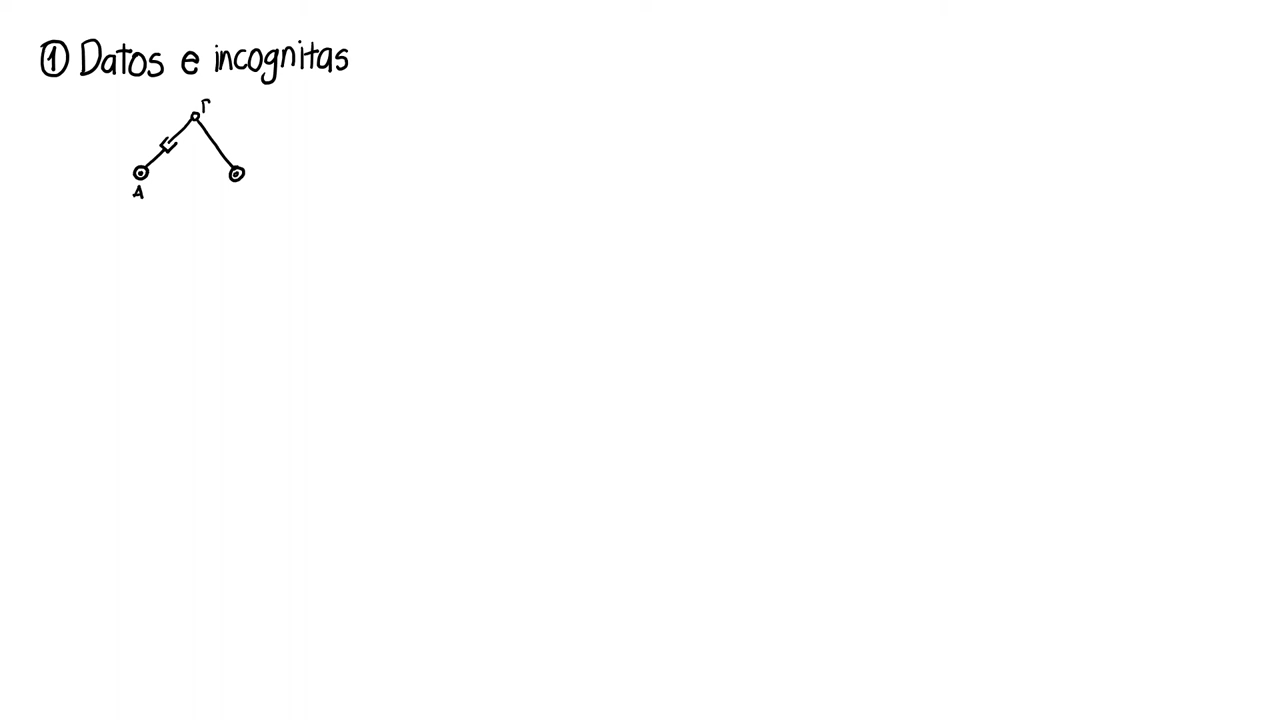 ① Datos e incognitas
r
A